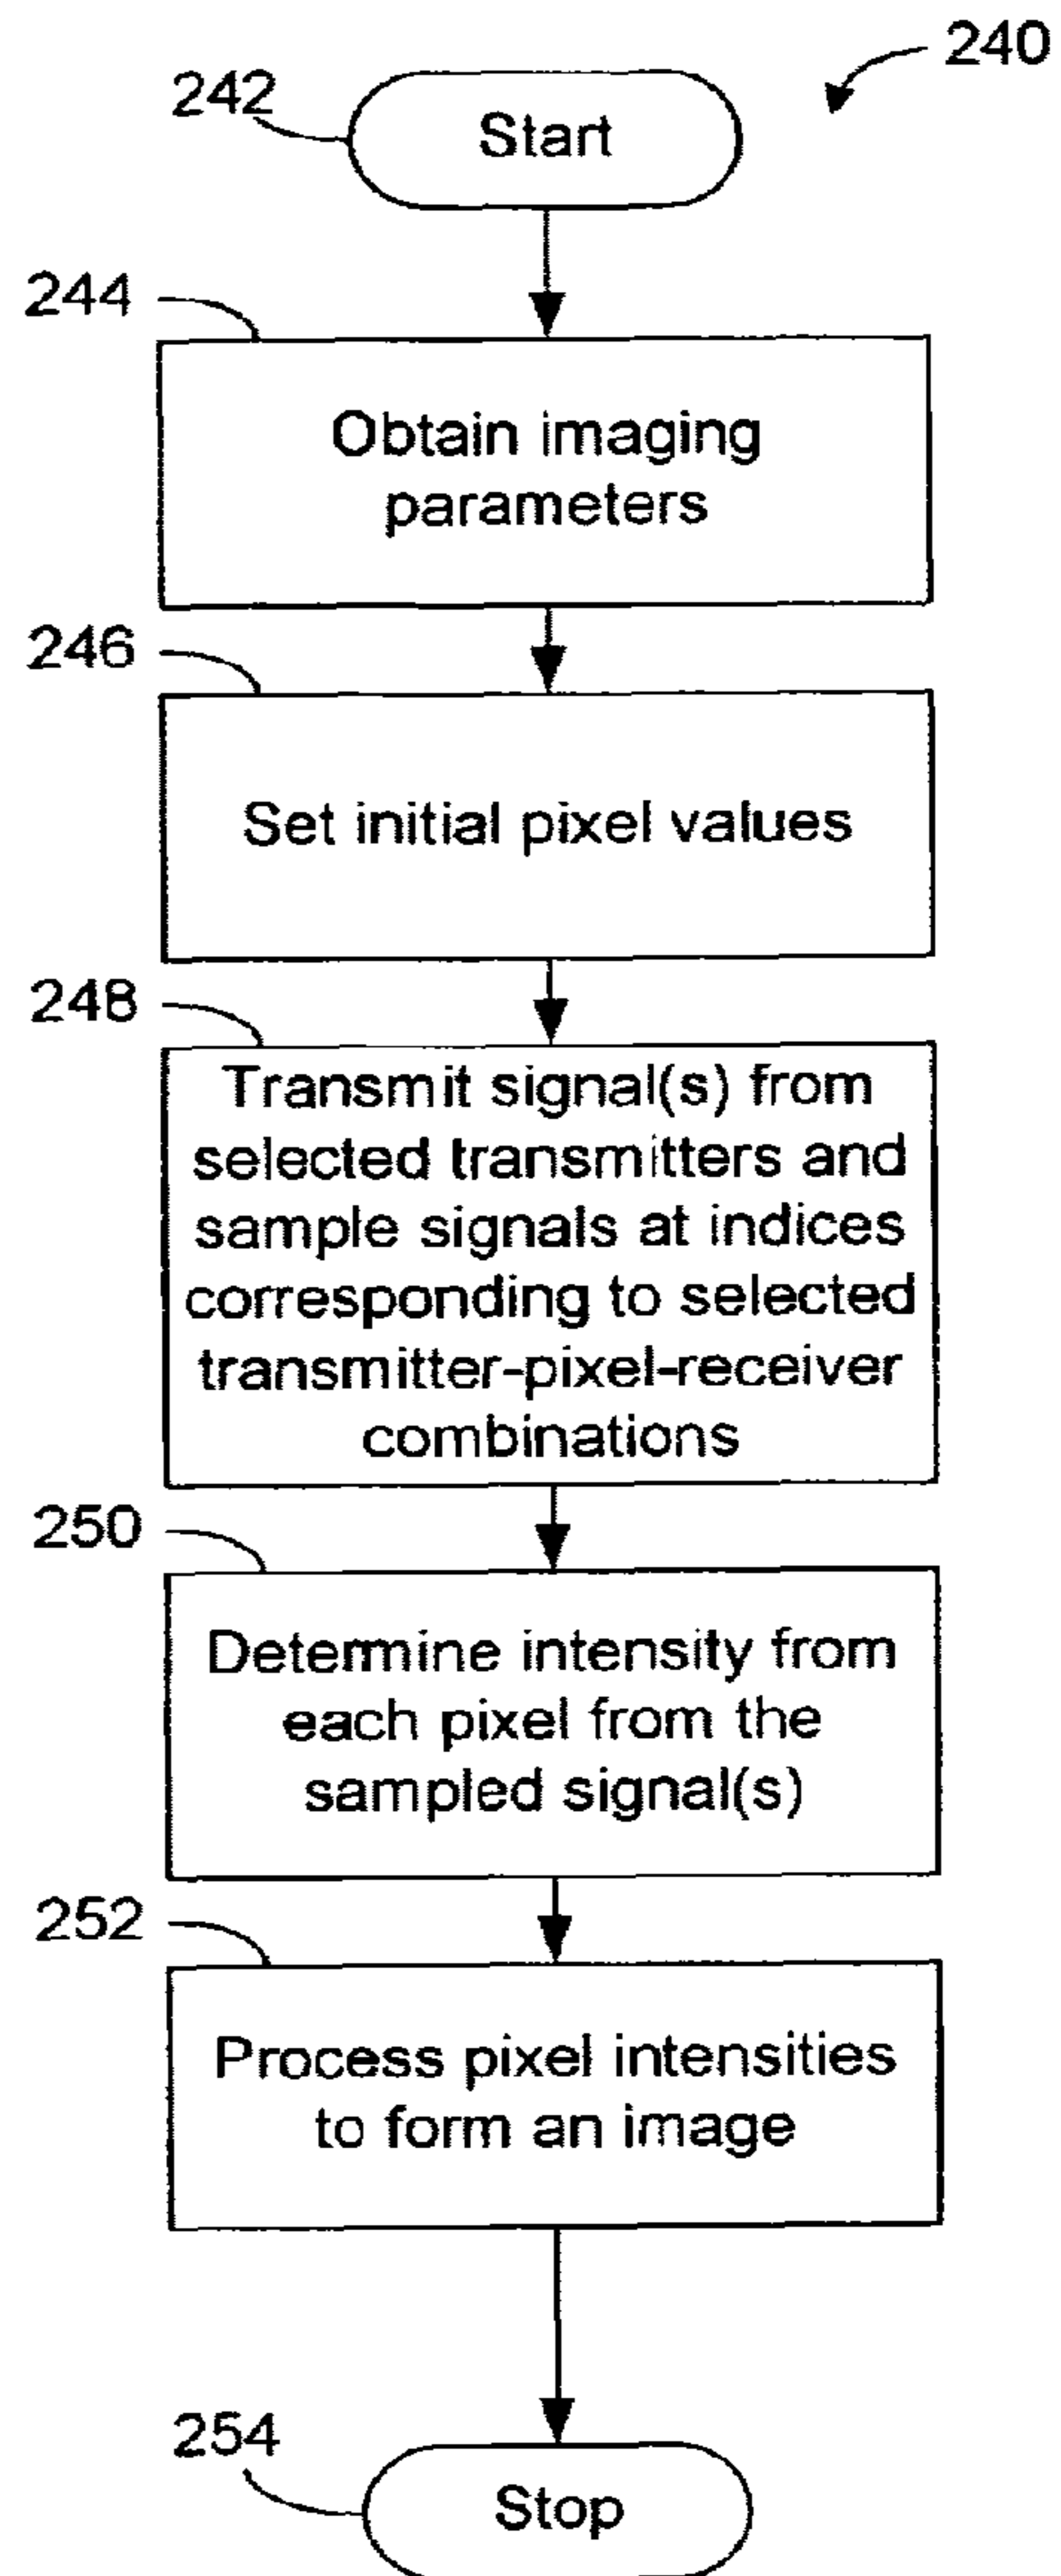 240
242
Start
244
Obtain imaging
parameters
246
Set initial pixel values
248
Transmit signal(s) from
selected transmitters and
sample signals at indices
corresponding to selected
transmitter-pixel-receiver
combinations
250
Determine intensity from
each pixel from the
sampled signal(s)
252
Process pixel intensities
to form an image
254
Stop